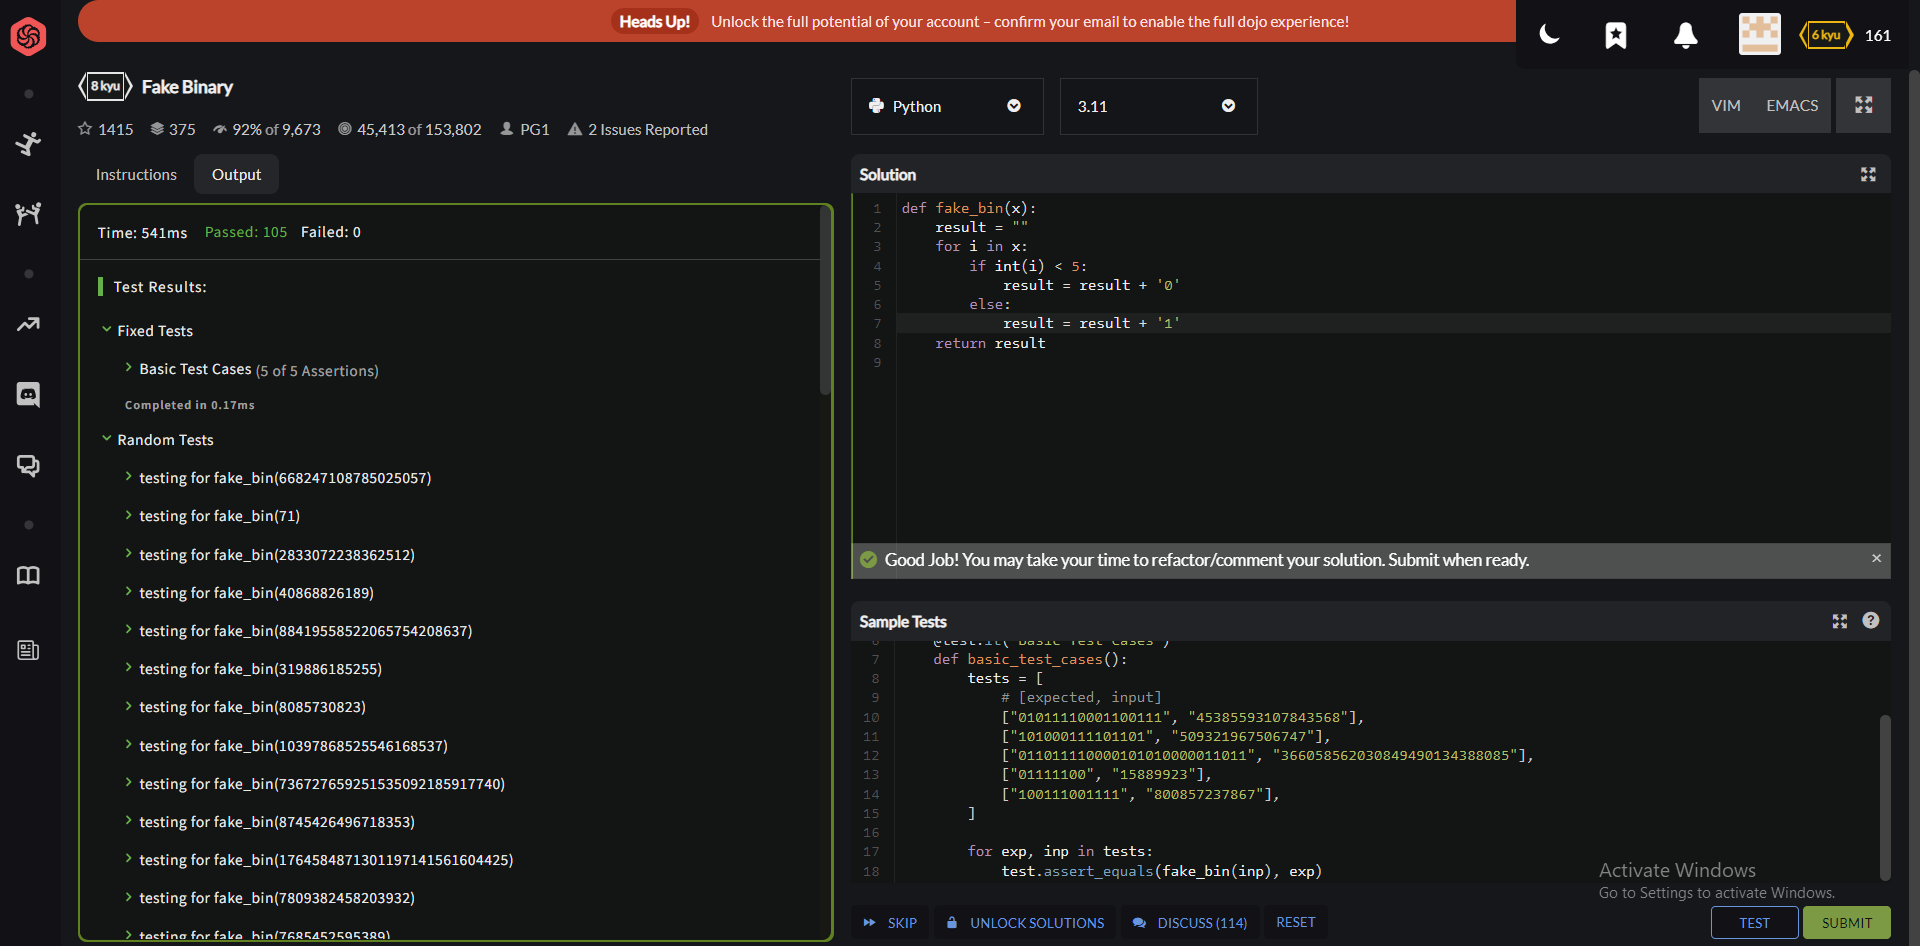 Heads Up! Unlock the full potential of your account – confirm your email to enable the full dojo experience!
6 kyu 161
8 kyu Fake Binary
1415 375 92% of 9,673 45,413 of 153,802 PG1 2 Issues Reported
Instructions Output
Time: 541ms Passed: 105 Failed: 0
Test Results:
Fixed Tests
Basic Test Cases (5 of 5 Assertions)
Completed in 0.17ms
Random Tests
testing for fake_bin(668247108785025057)
testing for fake_bin(71)
testing for fake_bin(2833072238362512)
testing for fake_bin(40868826189)
testing for fake_bin(88419558522065754208637)
testing for fake_bin(319886185255)
testing for fake_bin(8085730823)
testing for fake_bin(10397868525546168537)
testing for fake_bin(7367276592515350921859​17740)
testing for fake_bin(8745426496718353)
testing for fake_bin(1764584871301197141561604425)
testing for fake_bin(7809382458203932)
testing for fake_bin(7685452595389)
Python 3.11 VIM EMACS
Solution
1 def fake_bin(x):
2     result = ""
3     for i in x:
4         if int(i) < 5:
5             result = result + '0'
6         else:
7             result = result + '1'
8     return result
9
Good Job! You may take your time to refactor/comment your solution. Submit when ready. ×
Sample Tests ?
6     @test.it("Basic Test Cases")
7     def basic_test_cases():
8         tests = [
9             # [expected, input]
10             ["01011110001100111", "45385593107843568"],
11             ["101000111101101", "509321967506747"],
12             ["011011110000101010000011011", "366058562030849490134388085"],
13             ["01111100", "15889923"],
14             ["100111001111", "800857237867"],
15         ]
16
17         for exp, inp in tests:
18             test.assert_equals(fake_bin(inp), exp)
Activate Windows
Go to Settings to activate Windows.
SKIP UNLOCK SOLUTIONS DISCUSS (114) RESET TEST SUBMIT